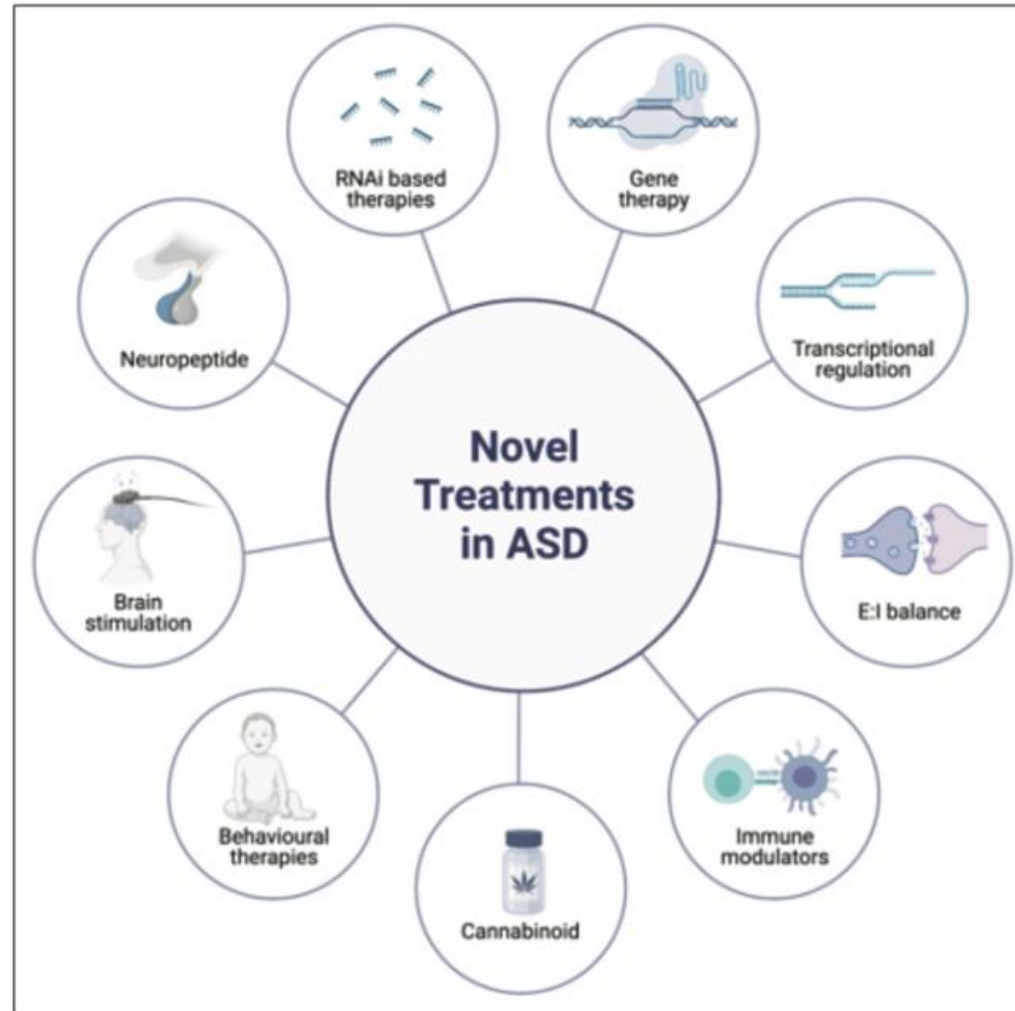 RNAi based
therapies
Gene
therapy
Neuropeptide
Transcriptional
regulation
Novel
Treatments
in ASD
Brain
stimulation
E:I balance
Behavioural
therapies
Immune
modulators
Cannabinoid